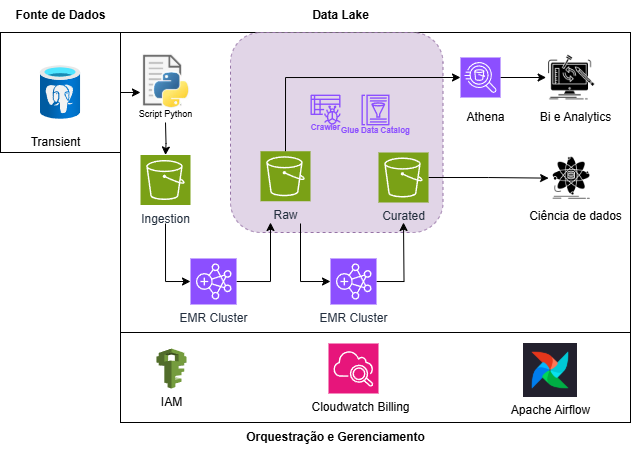 Fonte de Dados
Data Lake
Transient
Script Python
Crawler
Glue Data Catalog
Athena
Bi e Analytics
Ingestion
Raw
Curated
Ciência de dados
EMR Cluster
EMR Cluster
IAM
Cloudwatch Billing
Apache Airflow
Orquestração e Gerenciamento